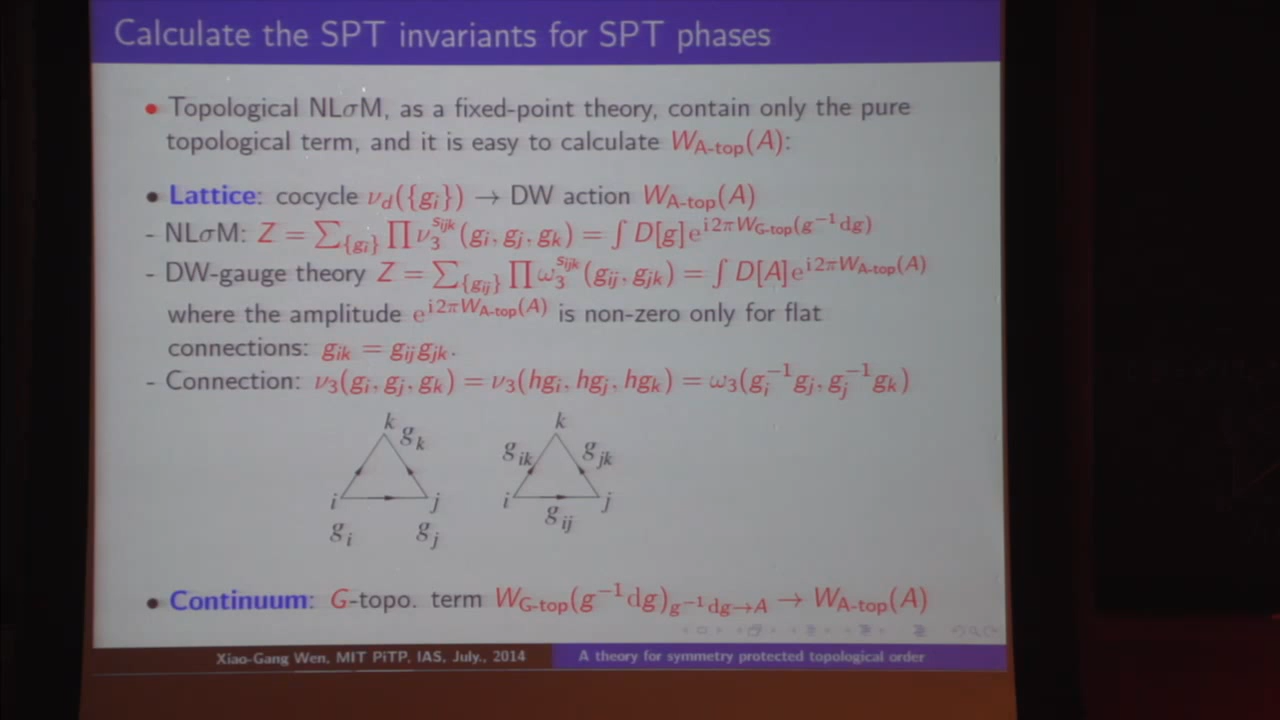 Calculate the SPT invariants for SPT phases
• Topological NLσM, as a fixed-point theory, contain only the pure
topological term, and it is easy to calculate W_{A-top}(A):
• Lattice: cocycle ν_d({g_i}) → DW action W_{A-top}(A)
- NLσM: Z = ∑_{{g_i}} ∏ ν_3^{s_{ijk}}(g_i, g_j, g_k) = ∫ D[g]e^{i2πW_{G-top}(g^{-1}dg)}
- DW-gauge theory Z = ∑_{{g_{ij}}} ∏ ω_3^{s_{ijk}}(g_{ij}, g_{jk}) = ∫ D[A]e^{i2πW_{A-top}(A)}
where the amplitude e^{i2πW_{A-top}(A)} is non-zero only for flat
connections: g_{ik} = g_{ij}g_{jk}.
- Connection: ν_3(g_i, g_j, g_k) = ν_3(hg_i, hg_j, hg_k) = ω_3(g_i^{-1}g_j, g_j^{-1}g_k)
k g_k
i j
g_i g_j
k
g_{ik} g_{jk}
i j
g_{ij}
• Continuum: G-topo. term W_{G-top}(g^{-1}dg)_{g^{-1}dg→A} → W_{A-top}(A)
Xiao-Gang Wen, MIT PiTP, IAS, July., 2014 A theory for symmetry protected topological order